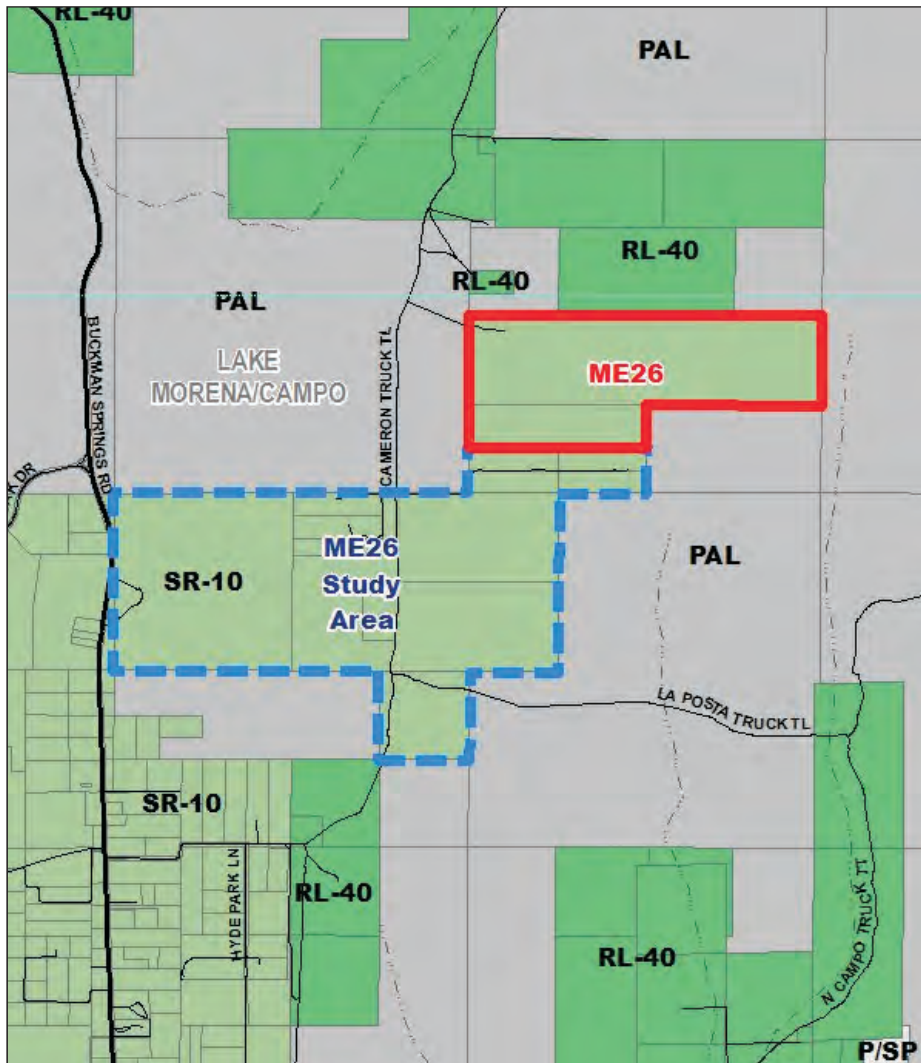 RL-40
PAL
RL-40
RL-40
PAL
BUCKMAN SPRINGS RD
LAKE
MORENA/CAMPO
CAMERON TRUCK TL
ME26
K DR
SR-10
ME26
Study
Area
PAL
LA POSTA TRUCK TL
SR-10
HYDE PARK LN
RL-40
RL-40
N CAMPO TRUCK TT
P/SP